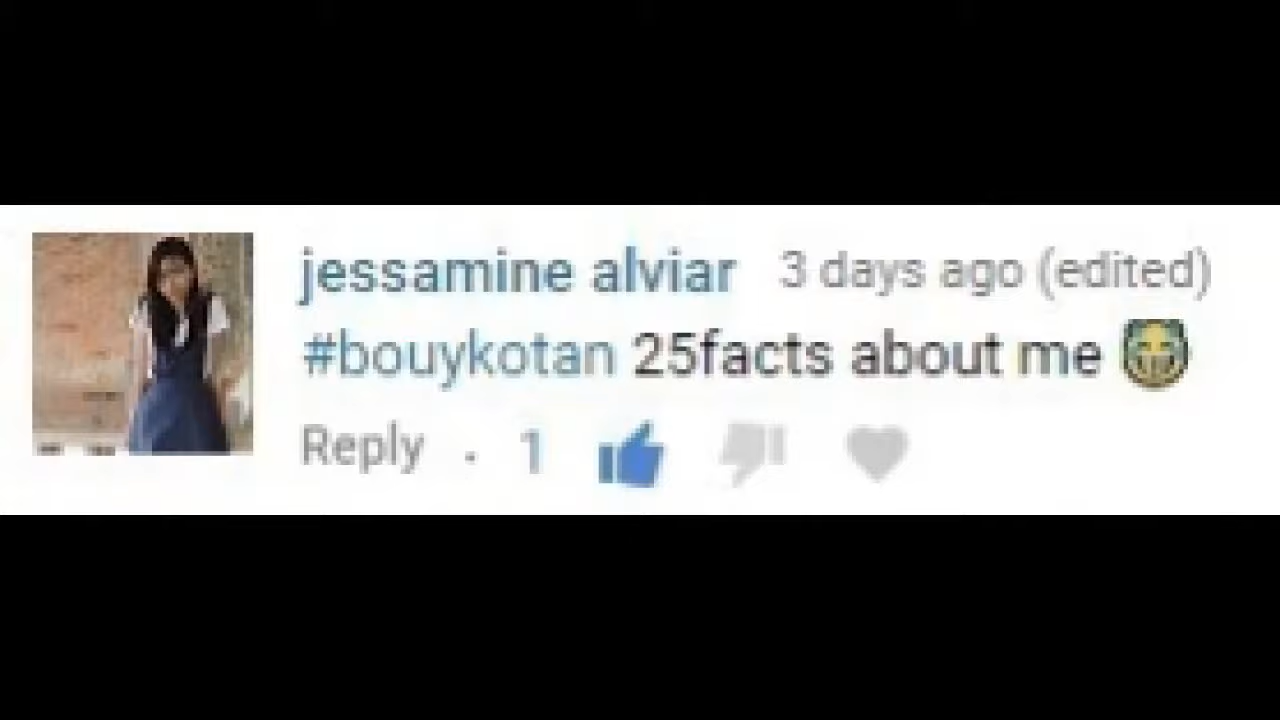 jessamine alviar 3 days ago (edited)
#bouykotan 25facts about me 😹
Reply · 1